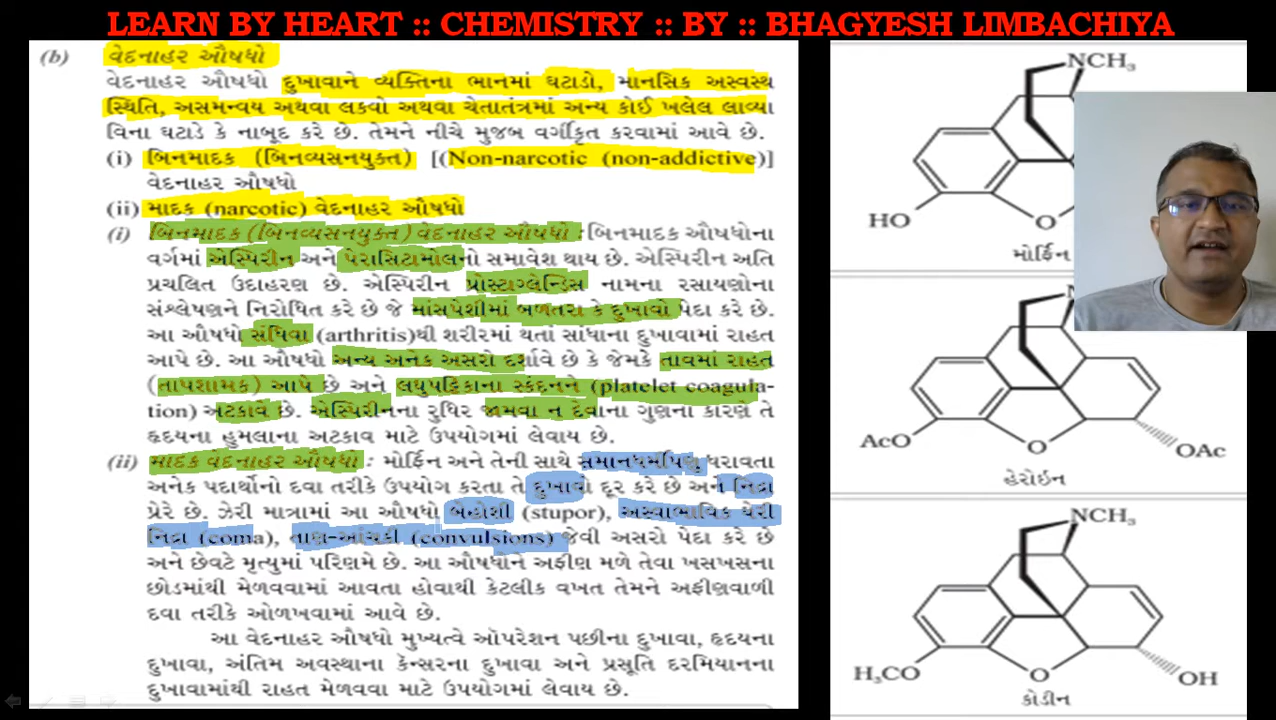 LEARN BY HEART :: CHEMISTRY :: BY :: BHAGYESH LIMBACHIYA
(b) વેદનાહર ઔષધો
વેદનાહર ઔષધો દુખાવાને વ્યક્તિના ભાનમાં ઘટાડો, માનસિક અસ્વસ્થ
સ્થિતિ, અસમન્વય અથવા લકવો અથવા ચેતાતંત્રમાં અન્ય કોઈ ખલેલ લાવ્યા
વિના ઘટાડે કે નાબૂદ કરે છે. તેમને નીચે મુજબ વર્ગીકૃત કરવામાં આવે છે.
(i) બિનમાદક (બિનવ્યસનયુક્ત) [(Non-narcotic (non-addictive)]
વેદનાહર ઔષધો
(ii) માદક (narcotic) વેદનાહર ઔષધો
(i) બિનમાદક (બિનવ્યસનયુક્ત) વેદનાહર ઔષધો : બિનમાદક ઔષધોના
વર્ગમાં એસ્પિરીન અને પેરાસિટામોલનો સમાવેશ થાય છે. એસ્પિરીન અતિ
પ્રચલિત ઉદાહરણ છે. એસ્પિરીન પ્રોસ્ટાગ્લેન્ડિસ નામના રસાયણોના
સંશ્લેષણને નિરોધિત કરે છે જે માંસપેશીમાં બળતરા કે દુખાવો પેદા કરે છે.
આ ઔષધો સંધિવા (arthritis)થી શરીરમાં થતાં સાંધાના દુખાવામાં રાહત
આપે છે. આ ઔષધો અન્ય અનેક અસરો દર્શાવે છે કે જેમકે તાવમાં રાહત
(તાપશામક) આપે છે અને લઘુપટ્ટિકાના સ્કંદનને (platelet coagula-
tion) અટકાવે છે. એસ્પિરીનના રુધિર જામવા ન દેવાના ગુણના કારણે તે
હૃદયના હુમલાના અટકાવ માટે ઉપયોગમાં લેવાય છે.
(ii) માદક વેદનાહર ઔષધો : મોર્ફિન અને તેની સાથે સમાનધર્મીપણુ ધરાવતા
અનેક પદાર્થોનો દવા તરીકે ઉપયોગ કરતા તે દુખાવો દૂર કરે છે અને નિદ્રા
પ્રેરે છે. ઝેરી માત્રામાં આ ઔષધો બેહોશી (stupor), અસ્વાભાવિક ઘેરી
નિદ્રા (coma), તાણ-આંચકી (convulsions) જેવી અસરો પેદા કરે છે
અને છેવટે મૃત્યુમાં પરિણમે છે. આ ઔષધોને અફીણ મળે તેવા ખસખસના
છોડમાંથી મેળવવામાં આવતા હોવાથી કેટલીક વખત તેમને અફીણવાળી
દવા તરીકે ઓળખવામાં આવે છે.
આ વેદનાહર ઔષધો મુખ્યત્વે ઑપરેશન પછીના દુખાવા, હૃદયના
દુખાવા, અંતિમ અવસ્થાના કૅન્સરના દુખાવા અને પ્રસૂતિ દરમિયાનના
દુખાવામાંથી રાહત મેળવવા માટે ઉપયોગમાં લેવાય છે.
NCH₃
HO
O
મોર્ફિન
AcO
O
OAc
હેરોઇન
NCH₃
H₃CO
O
OH
કોડીન